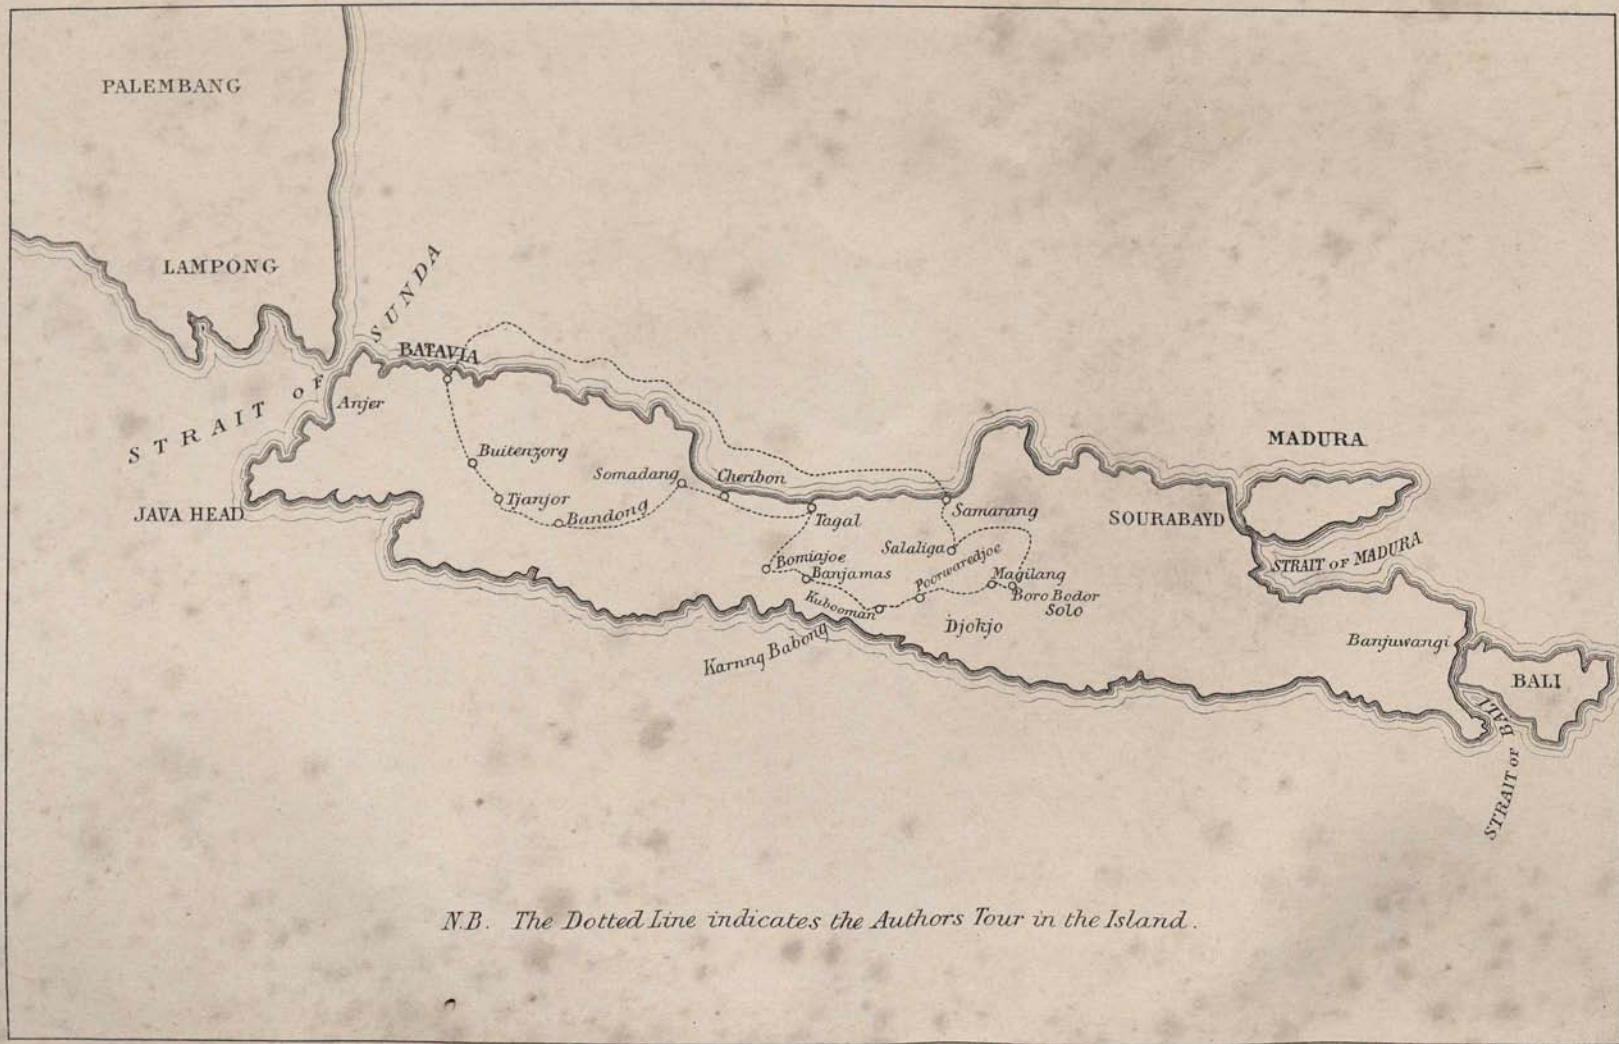 PALEMBANG
LAMPONG
STRAIT OF SUNDA
BATAVIA
Anjer
JAVA HEAD
Buitenzorg
Tjanjor
Bandong
Somadang
Cheribon
Tagal
Samarang
Salaliga
Bomiajoe
Banjamas
Kubooman
Poorwaredjoe
Magilang
Boro Bodor
SOLO
Djokjo
Karnng Babong
MADURA
SOURABAYD
STRAIT OF MADURA
Banjuwangi
BALI
STRAIT OF BALI
N.B. The Dotted Line indicates the Authors Tour in the Island.